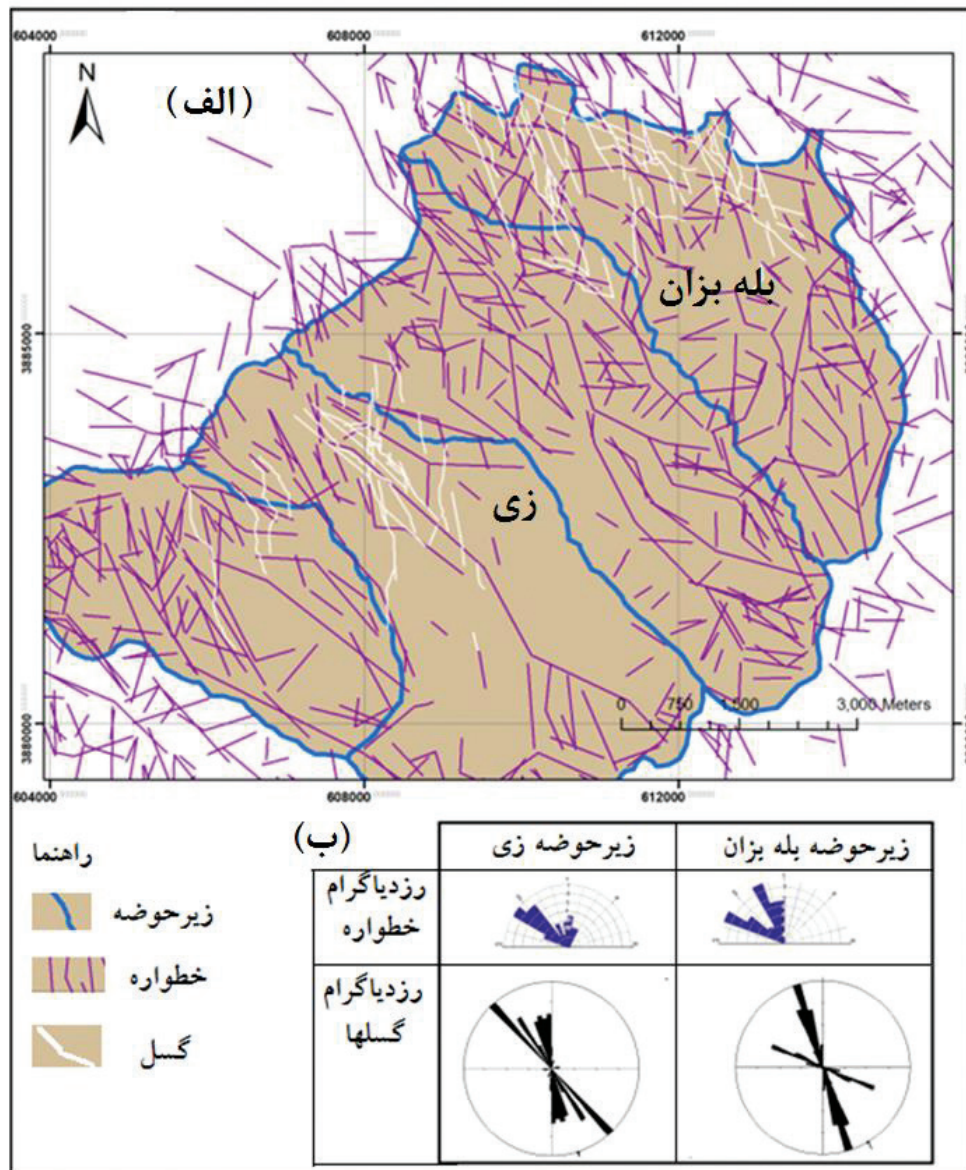 604000
608000
612000
N
(الف)
بله بزان
3885000
زی
0
750
1,500
3,000 Meters
3880000
604000
608000
612000
راهنما
زیرحوضه
خطواره
گسل
(ب)
زیرحوضه زی
زیرحوضه بله بزان
رزدیاگرام
خطواره
رزدیاگرام
گسلها